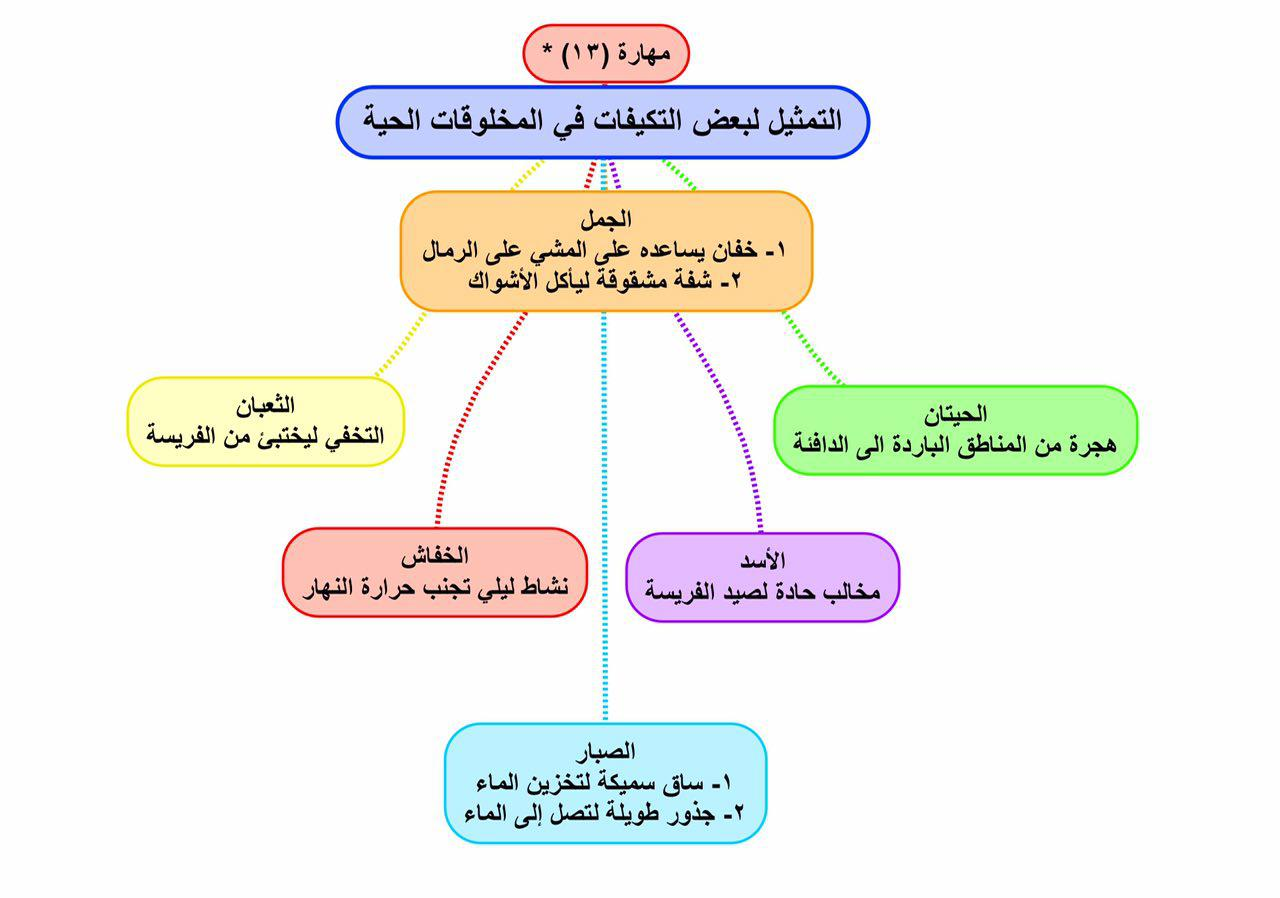 مهارة (١٣) *
التمثيل لبعض التكيفات في المخلوقات الحية
الجمل
١- خفان يساعده على المشي على الرمال
٢- شفة مشقوقة ليأكل الأشواك
الحيتان
هجرة من المناطق الباردة الى الدافئة
الثعبان
التخفي ليختبئ من الفريسة
الأسد
مخالب حادة لصيد الفريسة
الخفاش
نشاط ليلي تجنب حرارة النهار
الصبار
١- ساق سميكة لتخزين الماء
٢- جذور طويلة لتصل إلى الماء